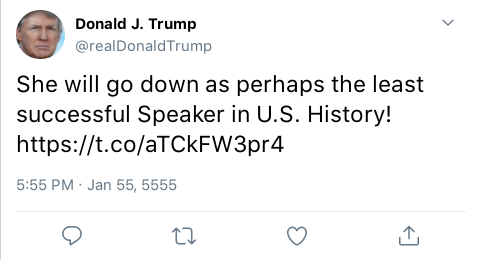 Donald J. Trump
@realDonaldTrump
She will go down as perhaps the least
successful Speaker in U.S. History!
https://t.co/aTCkFW3pr4
5:55 PM · Jan 55, 5555